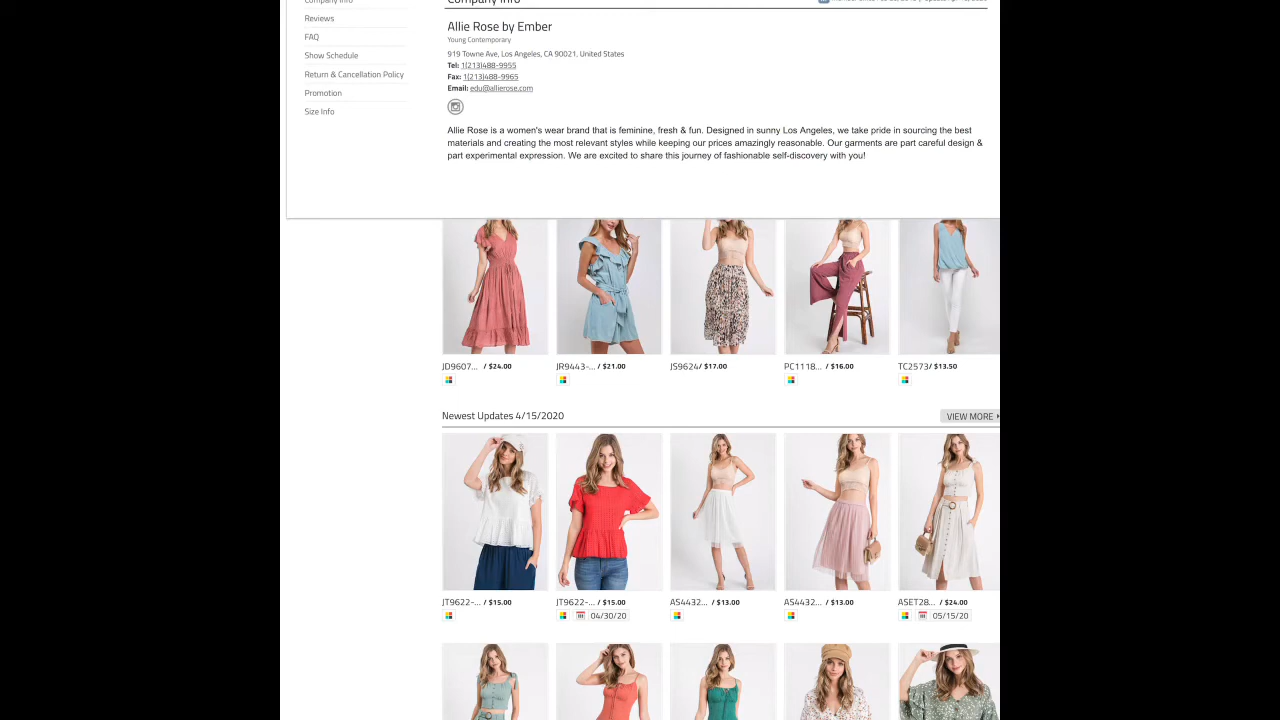 Company Info
Reviews
FAQ
Show Schedule
Return & Cancellation Policy
Promotion
Size Info
Company Info
Allie Rose by Ember
Young Contemporary
919 Towne Ave, Los Angeles, CA 90021, United States
Tel: 1(213)488-9955
Fax: 1(213)488-9965
Email: edu@allierose.com
Allie Rose is a women's wear brand that is feminine, fresh & fun. Designed in sunny Los Angeles, we take pride in sourcing the best
materials and creating the most relevant styles while keeping our prices amazingly reasonable. Our garments are part careful design &
part experimental expression. We are excited to share this journey of fashionable self-discovery with you!
JD9607... / $24.00
JR9443-... / $21.00
JS9624/ $17.00
PC1118... / $16.00
TC2573/ $13.50
Newest Updates 4/15/2020
VIEW MORE
JT9622-... / $15.00
JT9622-... / $15.00
AS4432... / $13.00
AS4432... / $13.00
ASET28... / $24.00
04/30/20
05/15/20